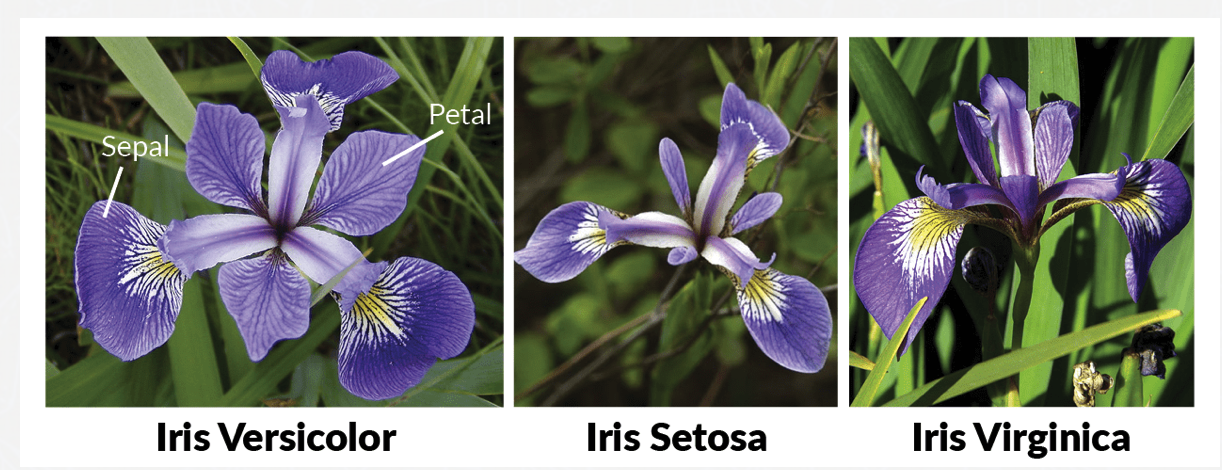 Sepal
Petal
Iris Versicolor
Iris Setosa
Iris Virginica